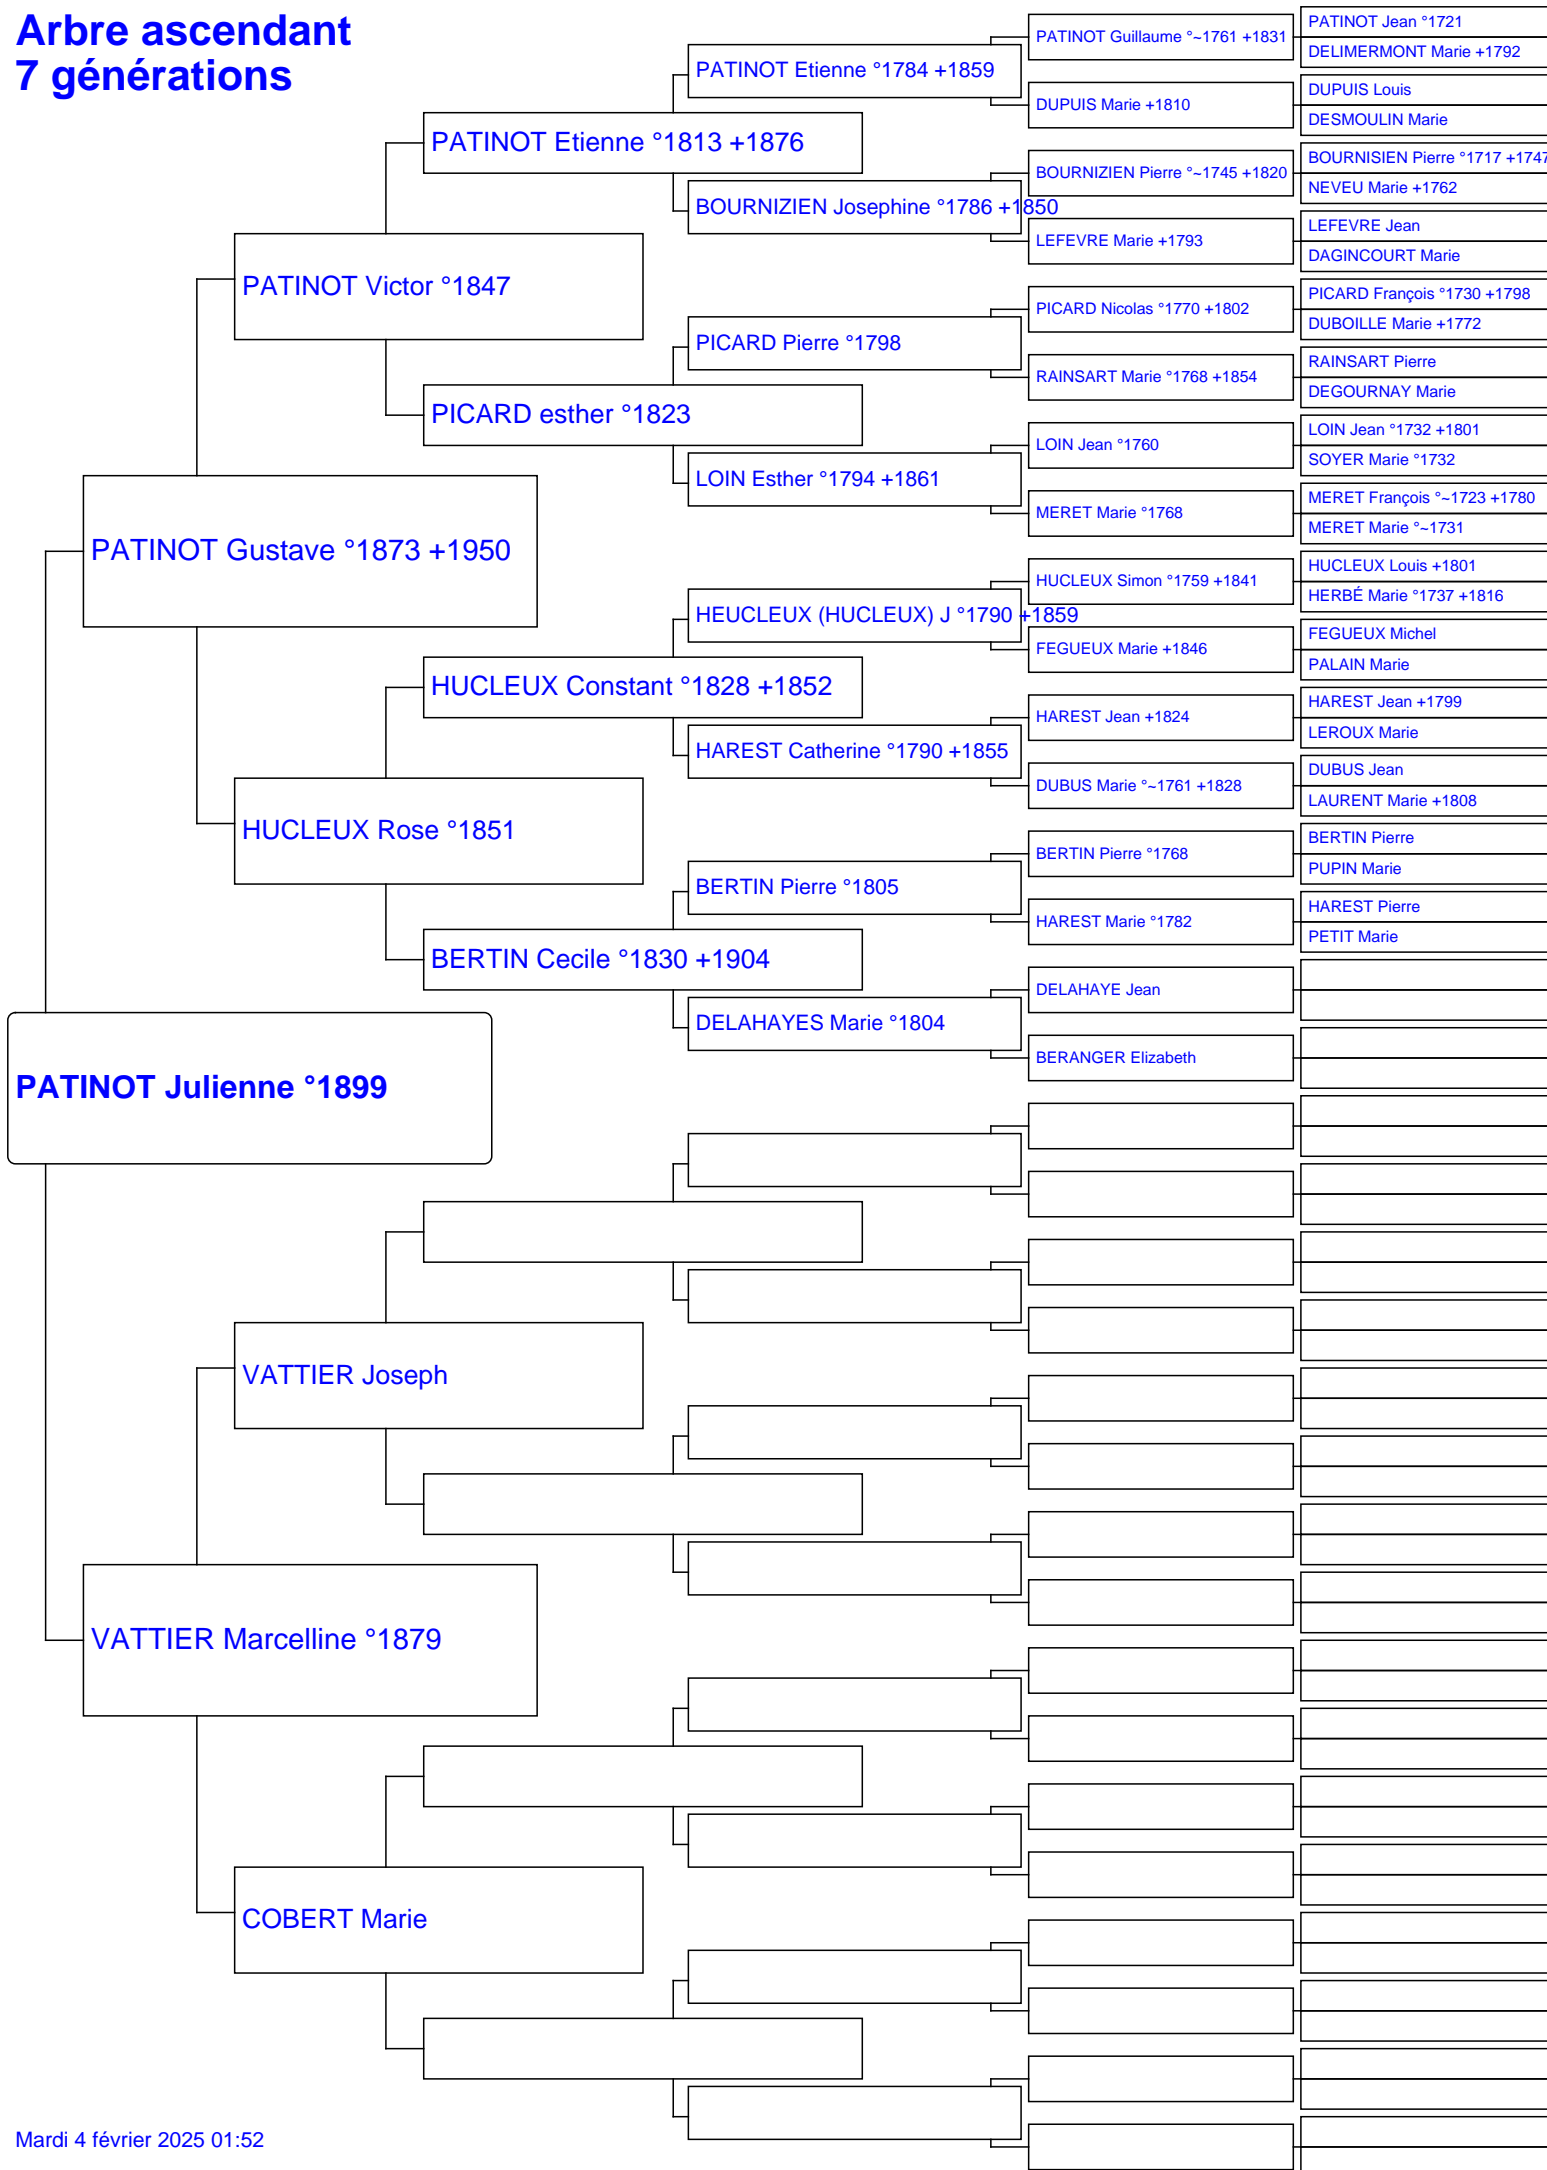 Arbre ascendant
7 générations
PATINOT Julienne °1899
PATINOT Gustave °1873 +1950
VATTIER Marcelline °1879
PATINOT Victor °1847
HUCLEUX Rose °1851
VATTIER Joseph
COBERT Marie
PATINOT Etienne °1813 +1876
PICARD esther °1823
HUCLEUX Constant °1828 +1852
BERTIN Cecile °1830 +1904
PATINOT Etienne °1784 +1859
BOURNIZIEN Josephine °1786 +1850
PICARD Pierre °1798
LOIN Esther °1794 +1861
HEUCLEUX (HUCLEUX) J °1790 +1859
HAREST Catherine °1790 +1855
BERTIN Pierre °1805
DELAHAYES Marie °1804
PATINOT Guillaume °~1761 +1831
DUPUIS Marie +1810
BOURNIZIEN Pierre °~1745 +1820
LEFEVRE Marie +1793
PICARD Nicolas °1770 +1802
RAINSART Marie °1768 +1854
LOIN Jean °1760
MERET Marie °1768
HUCLEUX Simon °1759 +1841
FEGUEUX Marie +1846
HAREST Jean +1824
DUBUS Marie °~1761 +1828
BERTIN Pierre °1768
HAREST Marie °1782
DELAHAYE Jean
BERANGER Elizabeth
PATINOT Jean °1721
DELIMERMONT Marie +1792
DUPUIS Louis
DESMOULIN Marie
BOURNISIEN Pierre °1717 +1747
NEVEU Marie +1762
LEFEVRE Jean
DAGINCOURT Marie
PICARD François °1730 +1798
DUBOILLE Marie +1772
RAINSART Pierre
DEGOURNAY Marie
LOIN Jean °1732 +1801
SOYER Marie °1732
MERET François °~1723 +1780
MERET Marie °~1731
HUCLEUX Louis +1801
HERBÉ Marie °1737 +1816
FEGUEUX Michel
PALAIN Marie
HAREST Jean +1799
LEROUX Marie
DUBUS Jean
LAURENT Marie +1808
BERTIN Pierre
PUPIN Marie
HAREST Pierre
PETIT Marie
Mardi 4 février 2025 01:52